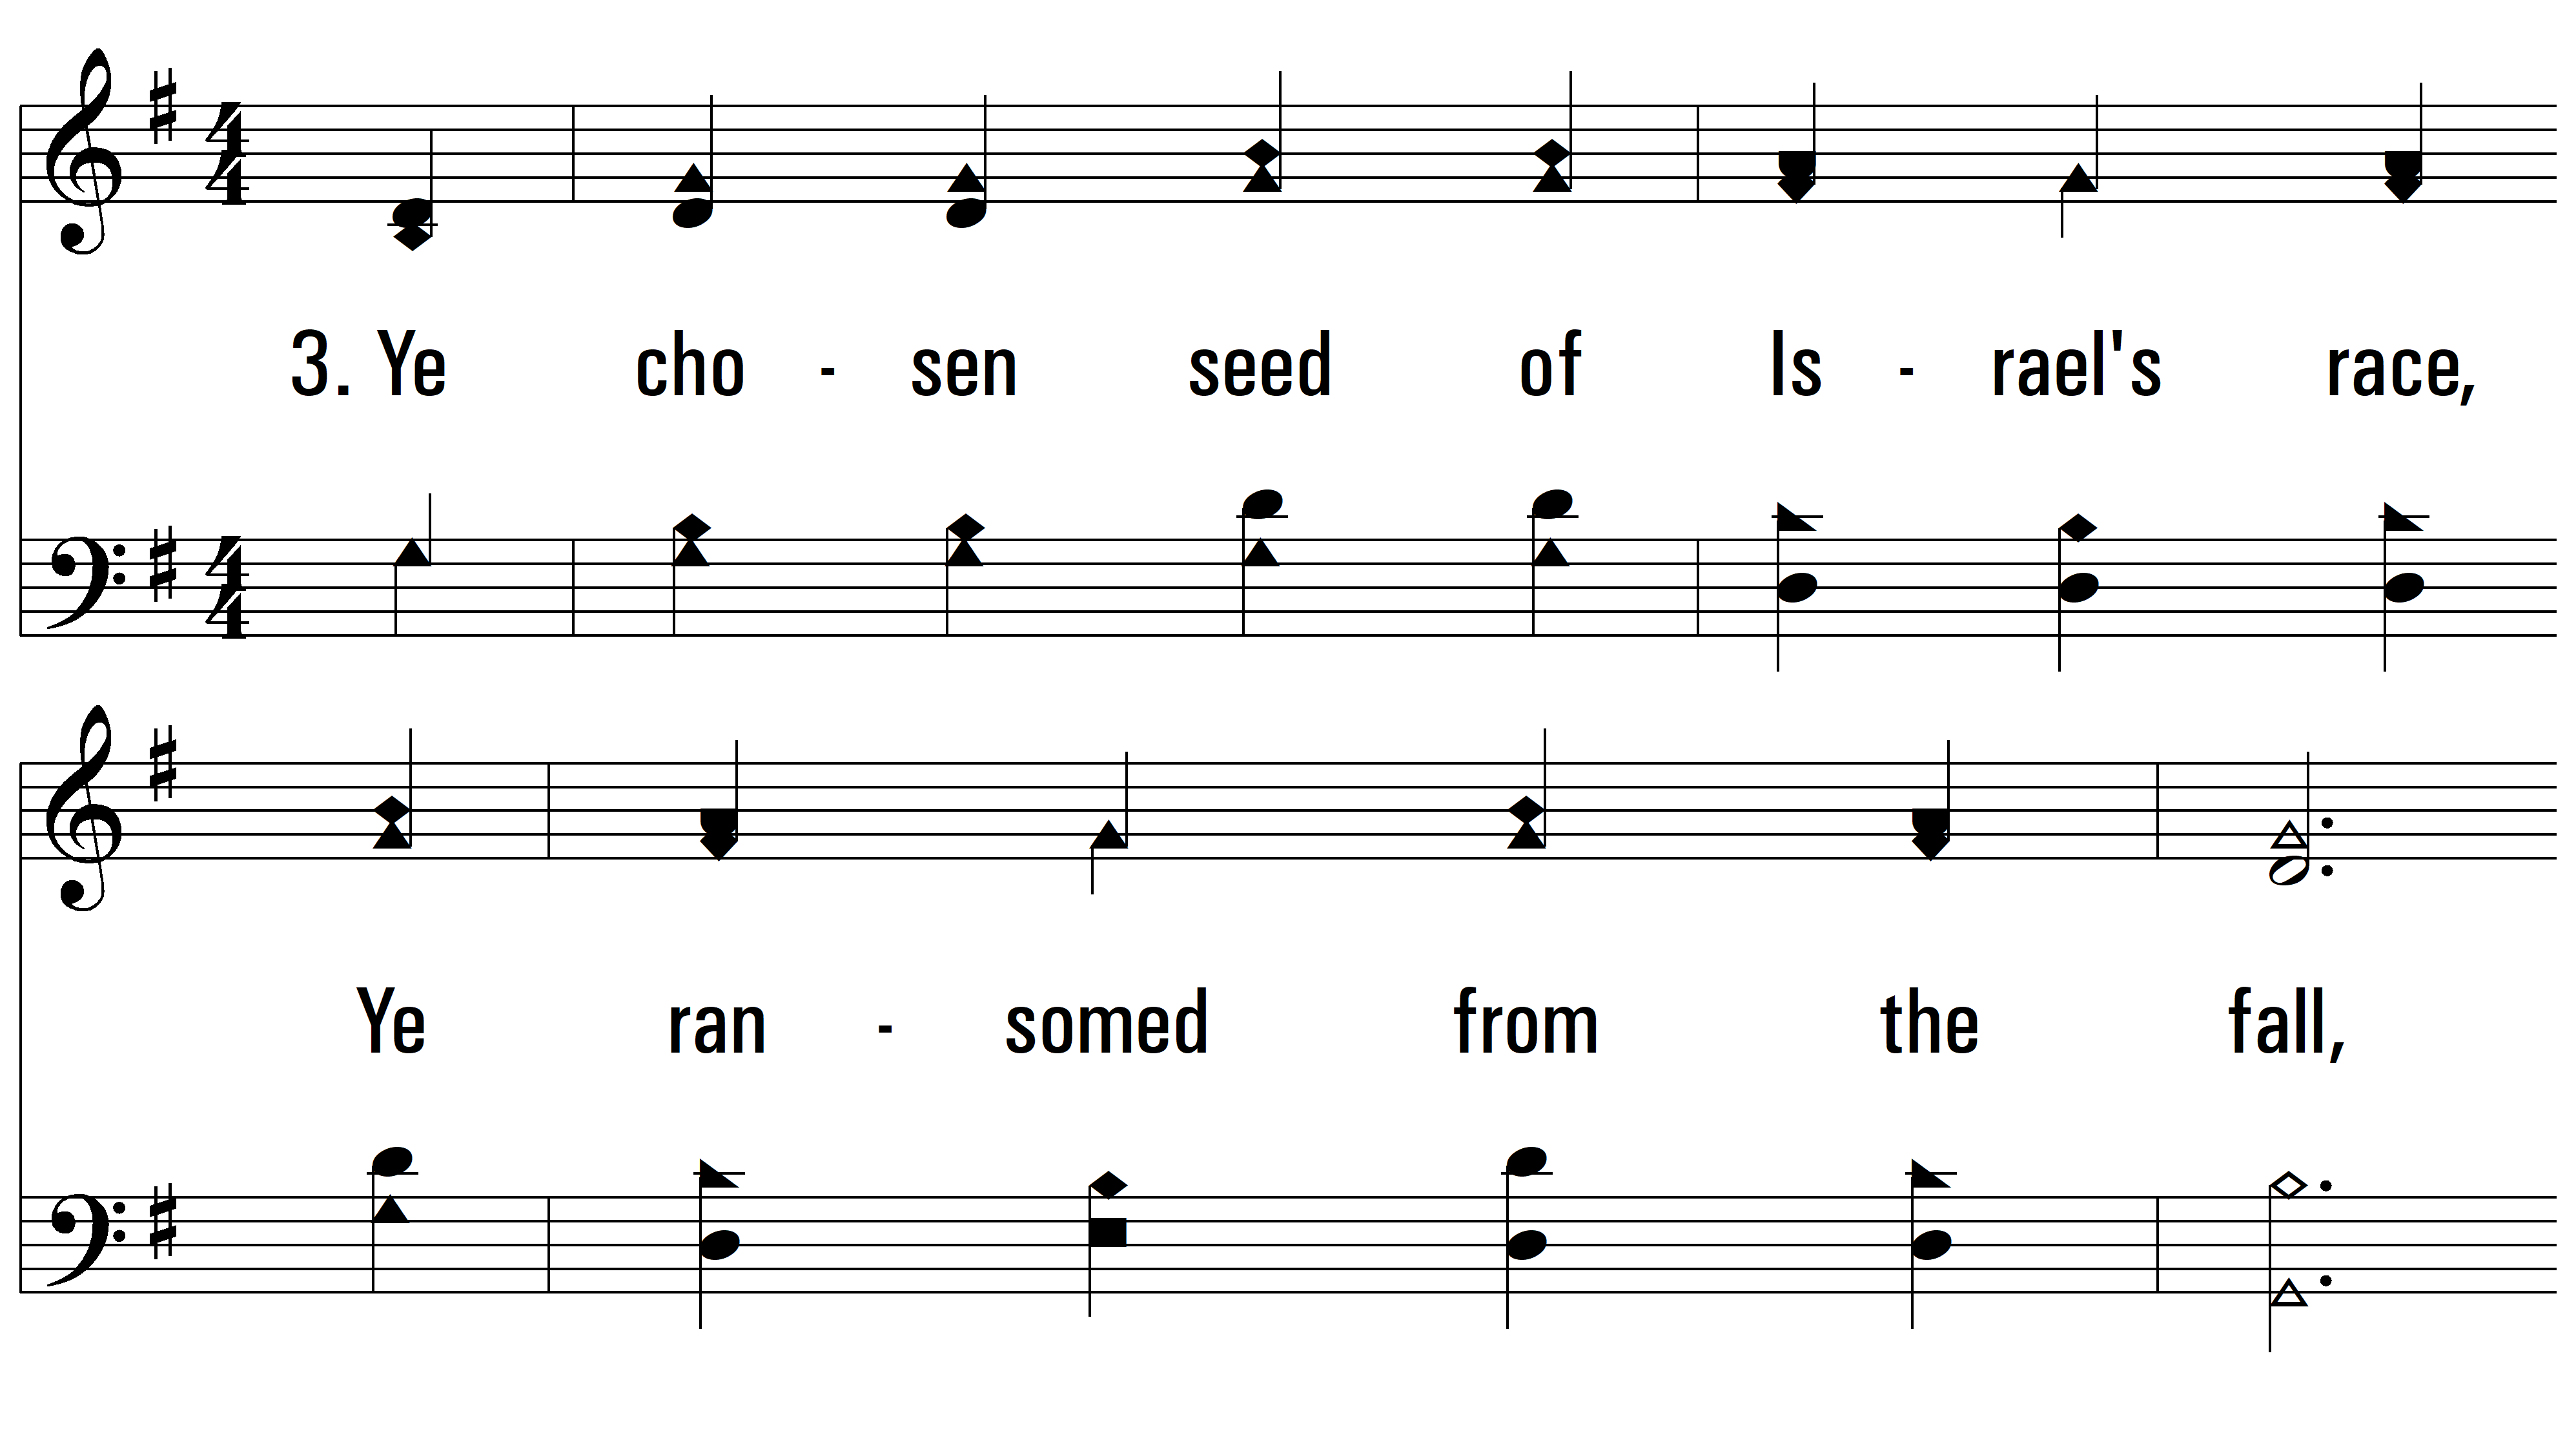 3. Ye cho - sen seed of Is - rael's race,
Ye ran - somed from the fall,